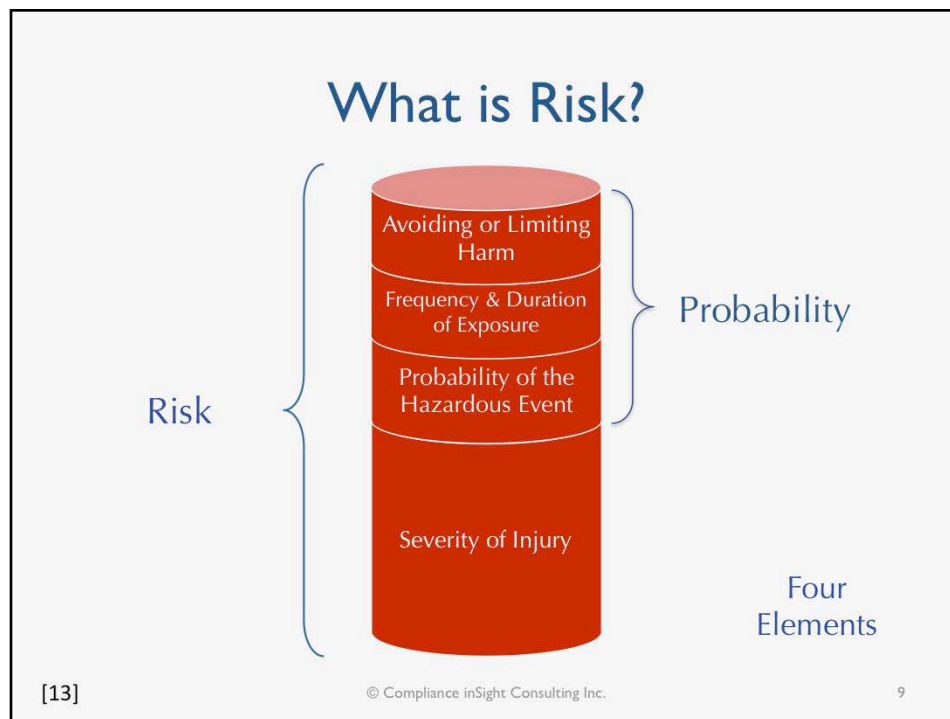 What is Risk?
Avoiding or Limiting
Harm
Frequency & Duration
of Exposure
Probability
Probability of the
Hazardous Event
Risk
Severity of Injury
Four
Elements
[13]
© Compliance inSight Consulting Inc.
9